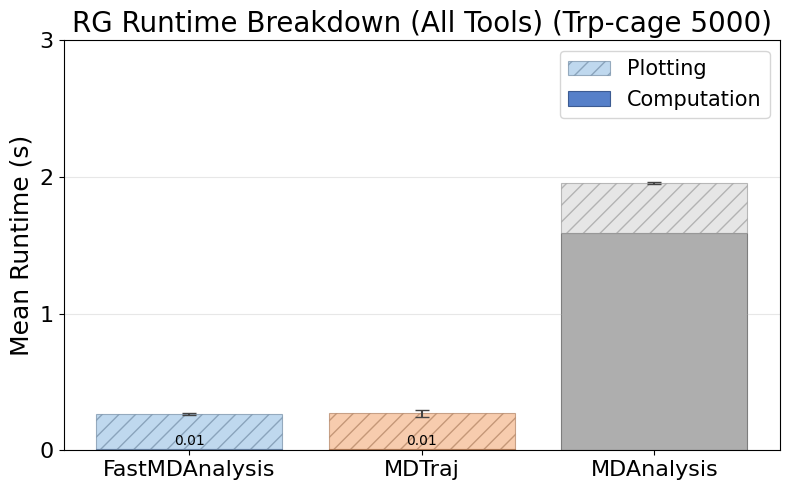 RG Runtime Breakdown (All Tools) (Trp-cage 5000)
Mean Runtime (s)
3
2
1
0
Plotting
Computation
0.01
0.01
FastMDAnalysis
MDTraj
MDAnalysis